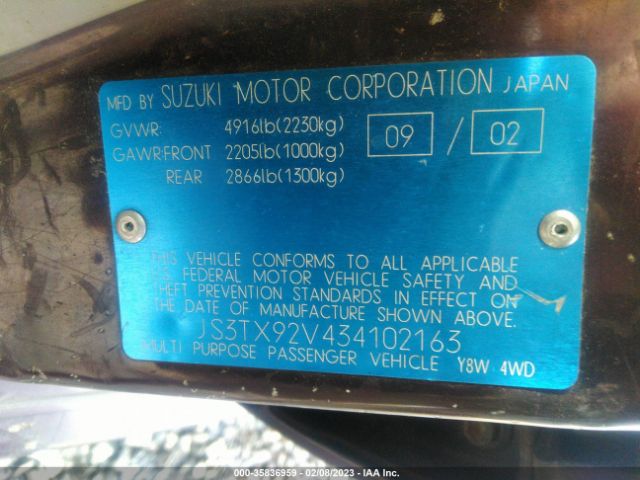 MFD BY SUZUKI MOTOR CORPORATION JAPAN
GVWR: 4916lb(2230kg) 09 / 02
GAWR:FRONT 2205lb(1000kg)
REAR 2866lb(1300kg)
THIS VEHICLE CONFORMS TO ALL APPLICABLE
U.S. FEDERAL MOTOR VEHICLE SAFETY AND
THEFT PREVENTION STANDARDS IN EFFECT ON
THE DATE OF MANUFACTURE SHOWN ABOVE.
JS3TX92V434102163
MULTI PURPOSE PASSENGER VEHICLE Y8W 4WD
000-35836959 - 02/08/2023 - IAA Inc.